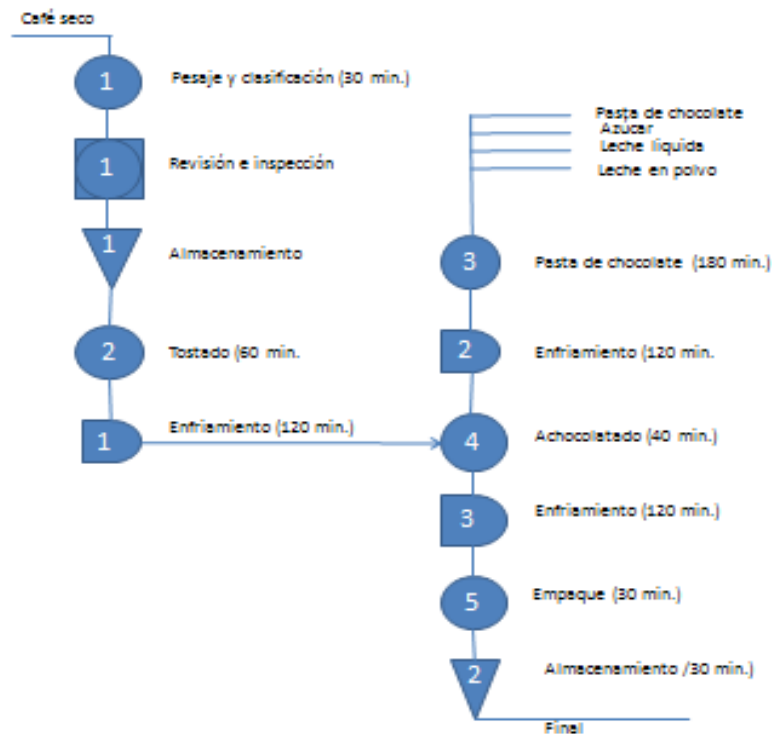 Café seco
1
Pesaje y clasificación (30 min.)
1
Revisión e inspección
1
Almacenamiento
2
Tostado (60 min.
1
Enfriamiento (120 min.)
Pasta de chocolate
Azucar
Leche liquida
Leche en polvo
3
Pasta de chocolate (180 min.)
2
Enfriamiento (120 min.
4
Achocolatado (40 min.)
3
Enfriamiento (120 min.)
5
Empaque (30 min.)
2
Almacenamiento /30 min.)
Final